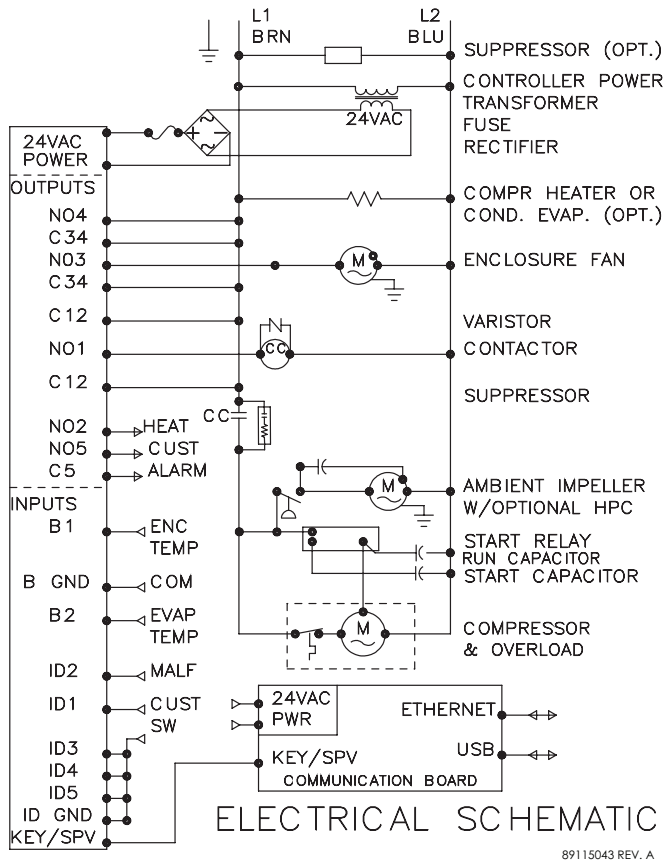 L1
BRN
L2
BLU
SUPPRESSOR (OPT.)
CONTROLLER POWER
TRANSFORMER
FUSE
RECTIFIER
24VAC
24VAC
POWER
OUTPUTS
NO4
C34
NO3
C34
C12
NO1
C12
NO2
NO5
C5
HEAT
CUST
ALARM
COMPR HEATER OR
COND. EVAP. (OPT.)
M
ENCLOSURE FAN
VARISTOR
N
CC
CONTACTOR
SUPPRESSOR
CC
M
AMBIENT IMPELLER
W/OPTIONAL HPC
START RELAY
RUN CAPACITOR
START CAPACITOR
M
COMPRESSOR
& OVERLOAD
INPUTS
B1
ENC
TEMP
B GND
COM
B2
EVAP
TEMP
ID2
MALF
ID1
CUST
SW
ID3
ID4
ID5
ID GND
KEY/SPV
24VAC
PWR
ETHERNET
USB
KEY/SPV
COMMUNICATION BOARD
ELECTRICAL SCHEMATIC
89115043 REV. A